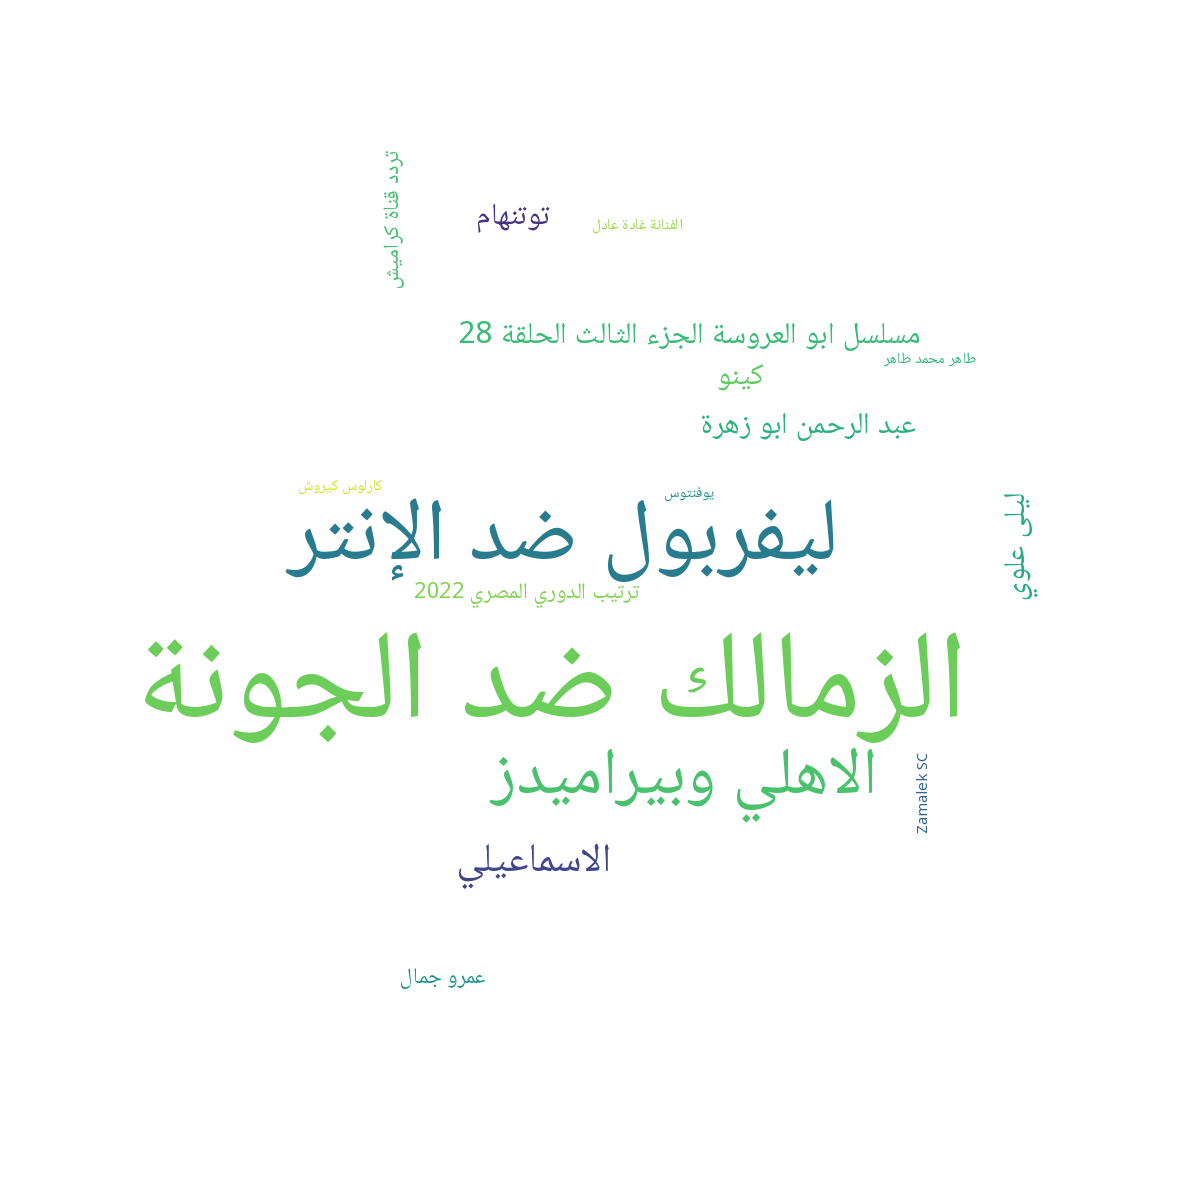 تردد قناة كراميش
توتنهام
الفنانة غادة عادل
مسلسل ابو العروسة الجزء الثالث الحلقة 28
طاهر محمد طاهر
كينو
عبد الرحمن ابو زهرة
كارلوس كيروش
يوفنتوس
ليلى علوي
ليفربول ضد الإنتر
ترتيب الدوري المصري 2022
الزمالك ضد الجونة
الاهلي وبيراميدز
Zamalek SC
الاسماعيلي
عمرو جمال